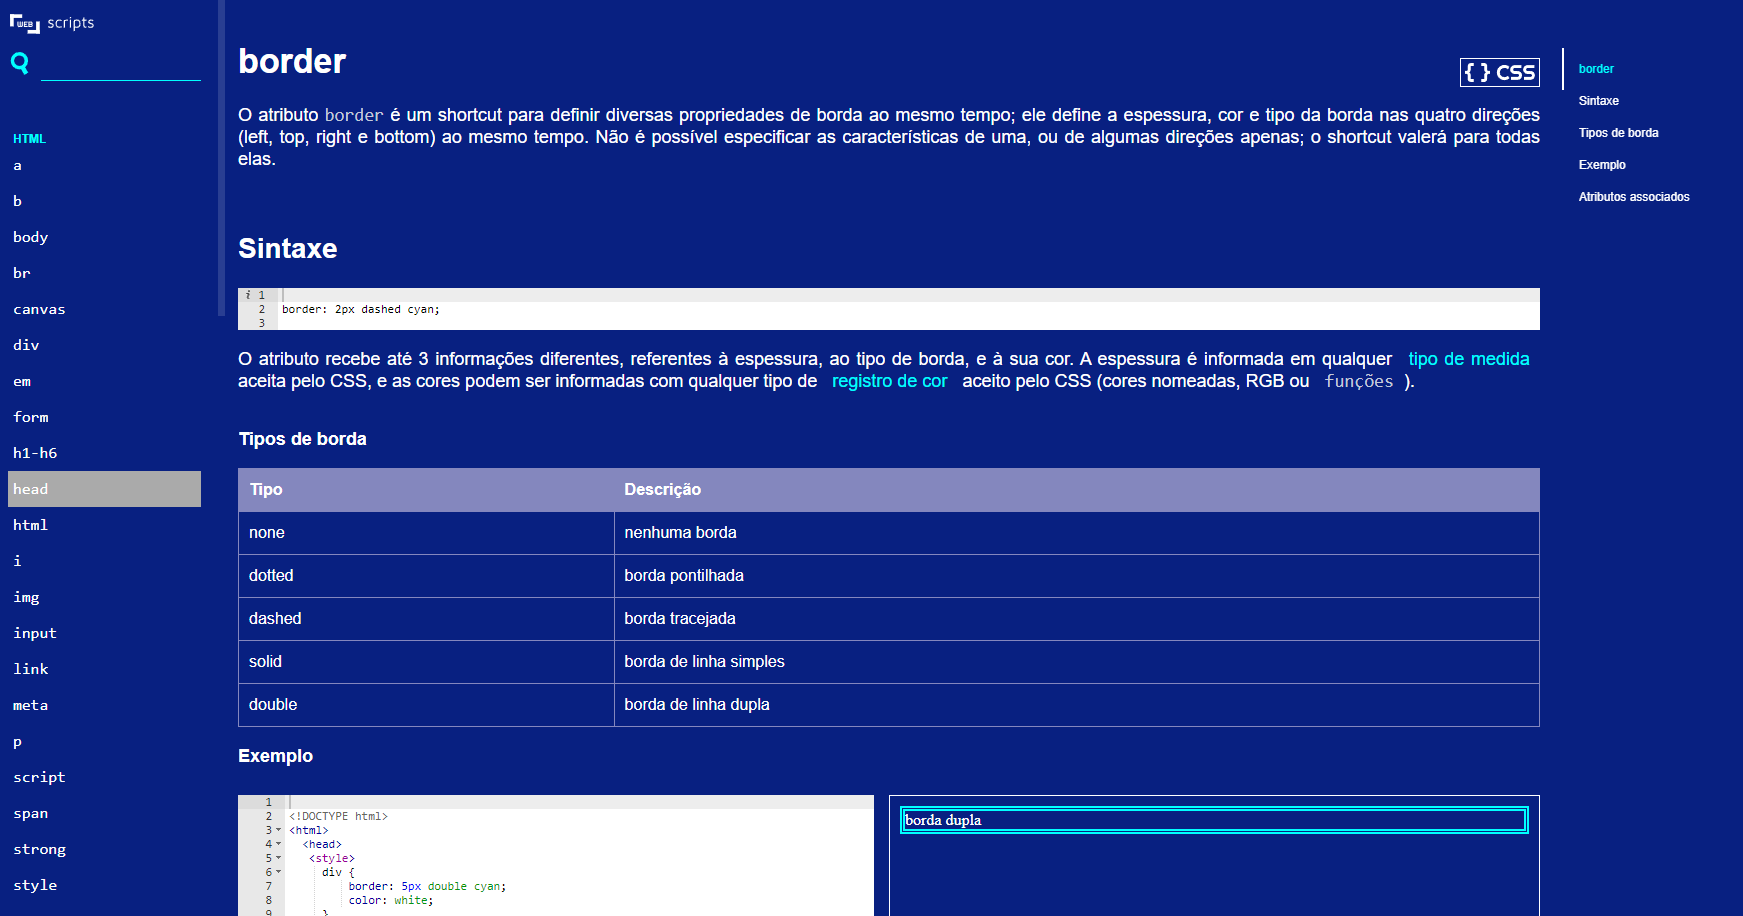 WEB scripts
HTML
a
b
body
br
canvas
div
em
form
h1-h6
head
html
i
img
input
link
meta
p
script
span
strong
style
border
{ } CSS
O atributo border é um shortcut para definir diversas propriedades de borda ao mesmo tempo; ele define a espessura, cor e tipo da borda nas quatro direções
(left, top, right e bottom) ao mesmo tempo. Não é possível especificar as características de uma, ou de algumas direções apenas; o shortcut valerá para todas
elas.
Sintaxe
i 1
2 border: 2px dashed cyan;
3
O atributo recebe até 3 informações diferentes, referentes à espessura, ao tipo de borda, e à sua cor. A espessura é informada em qualquer tipo de medida
aceita pelo CSS, e as cores podem ser informadas com qualquer tipo de registro de cor aceito pelo CSS (cores nomeadas, RGB ou funções ).
Tipos de borda
Tipo Descrição
none nenhuma borda
dotted borda pontilhada
dashed borda tracejada
solid borda de linha simples
double borda de linha dupla
Exemplo
1
2 <!DOCTYPE html>
3 <html>
4 <head>
5 <style>
6 div {
7 border: 5px double cyan;
8 color: white;
9 }
borda dupla
border
Sintaxe
Tipos de borda
Exemplo
Atributos associados